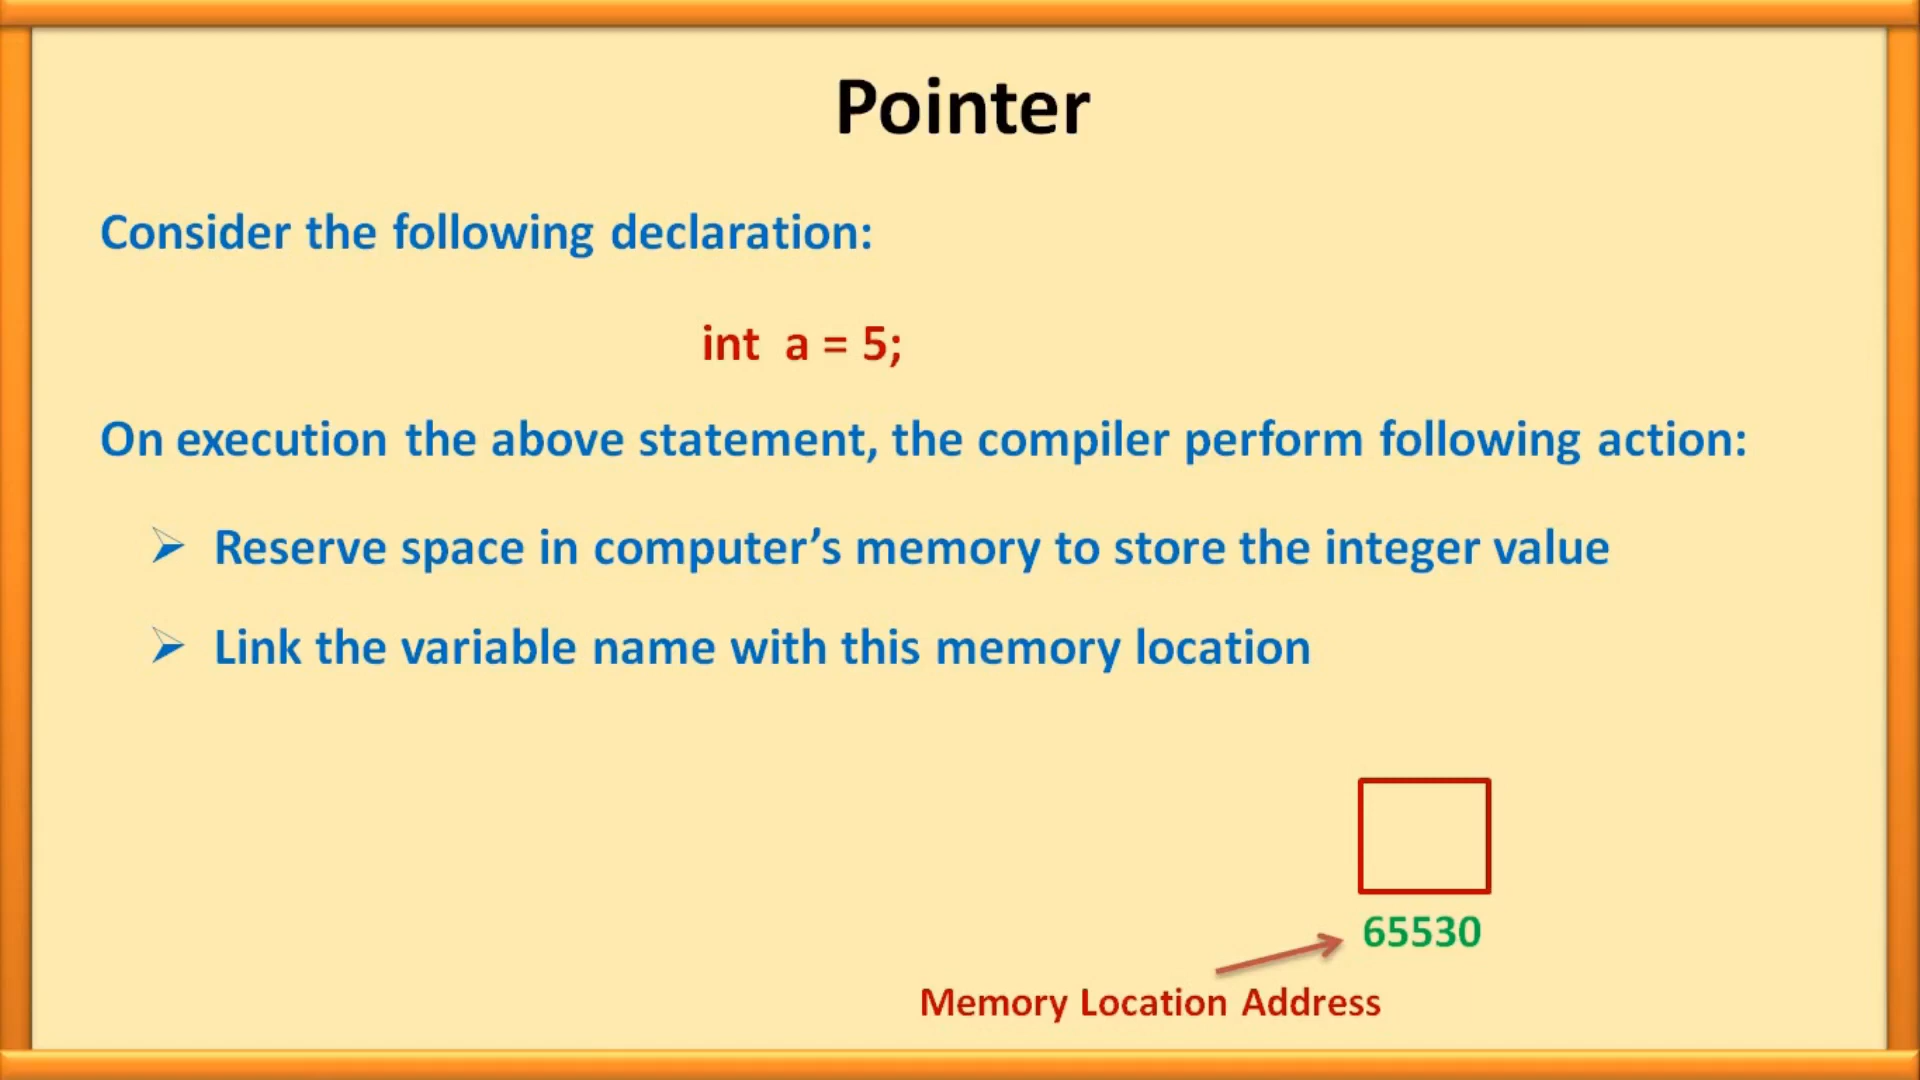 Pointer
Consider the following declaration:
int a = 5;
On execution the above statement, the compiler perform following action:
Reserve space in computer’s memory to store the integer value
Link the variable name with this memory location
65530
Memory Location Address